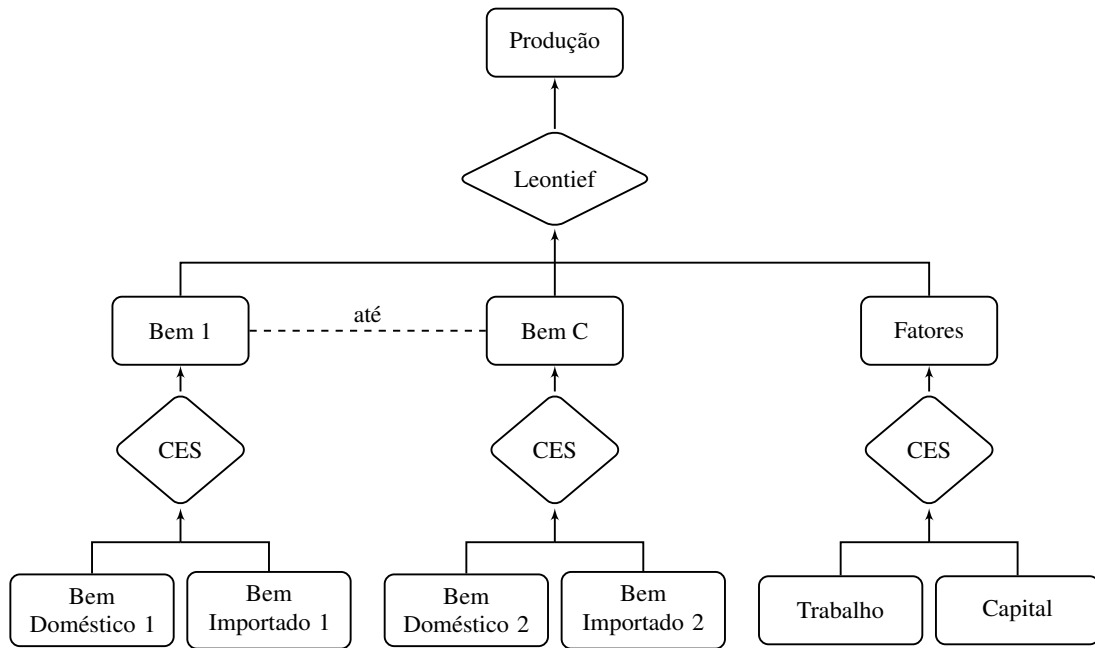 Produção
Leontief
até
Bem 1
Bem C
Fatores
CES
CES
CES
Bem
Doméstico 1
Bem
Importado 1
Bem
Doméstico 2
Bem
Importado 2
Trabalho
Capital